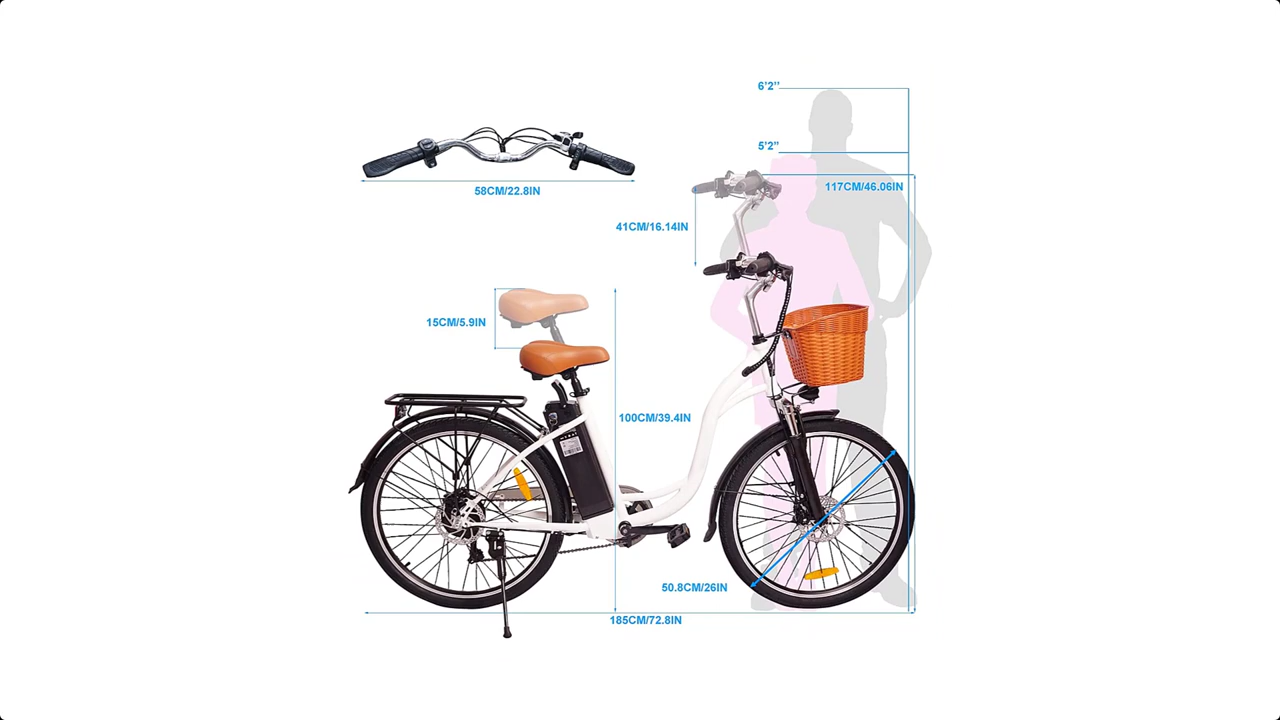 6’2’’
5’2”
58CM/22.8IN
117CM/46.06IN
41CM/16.14IN
15CM/5.9IN
100CM/39.4IN
50.8CM/26IN
185CM/72.8IN